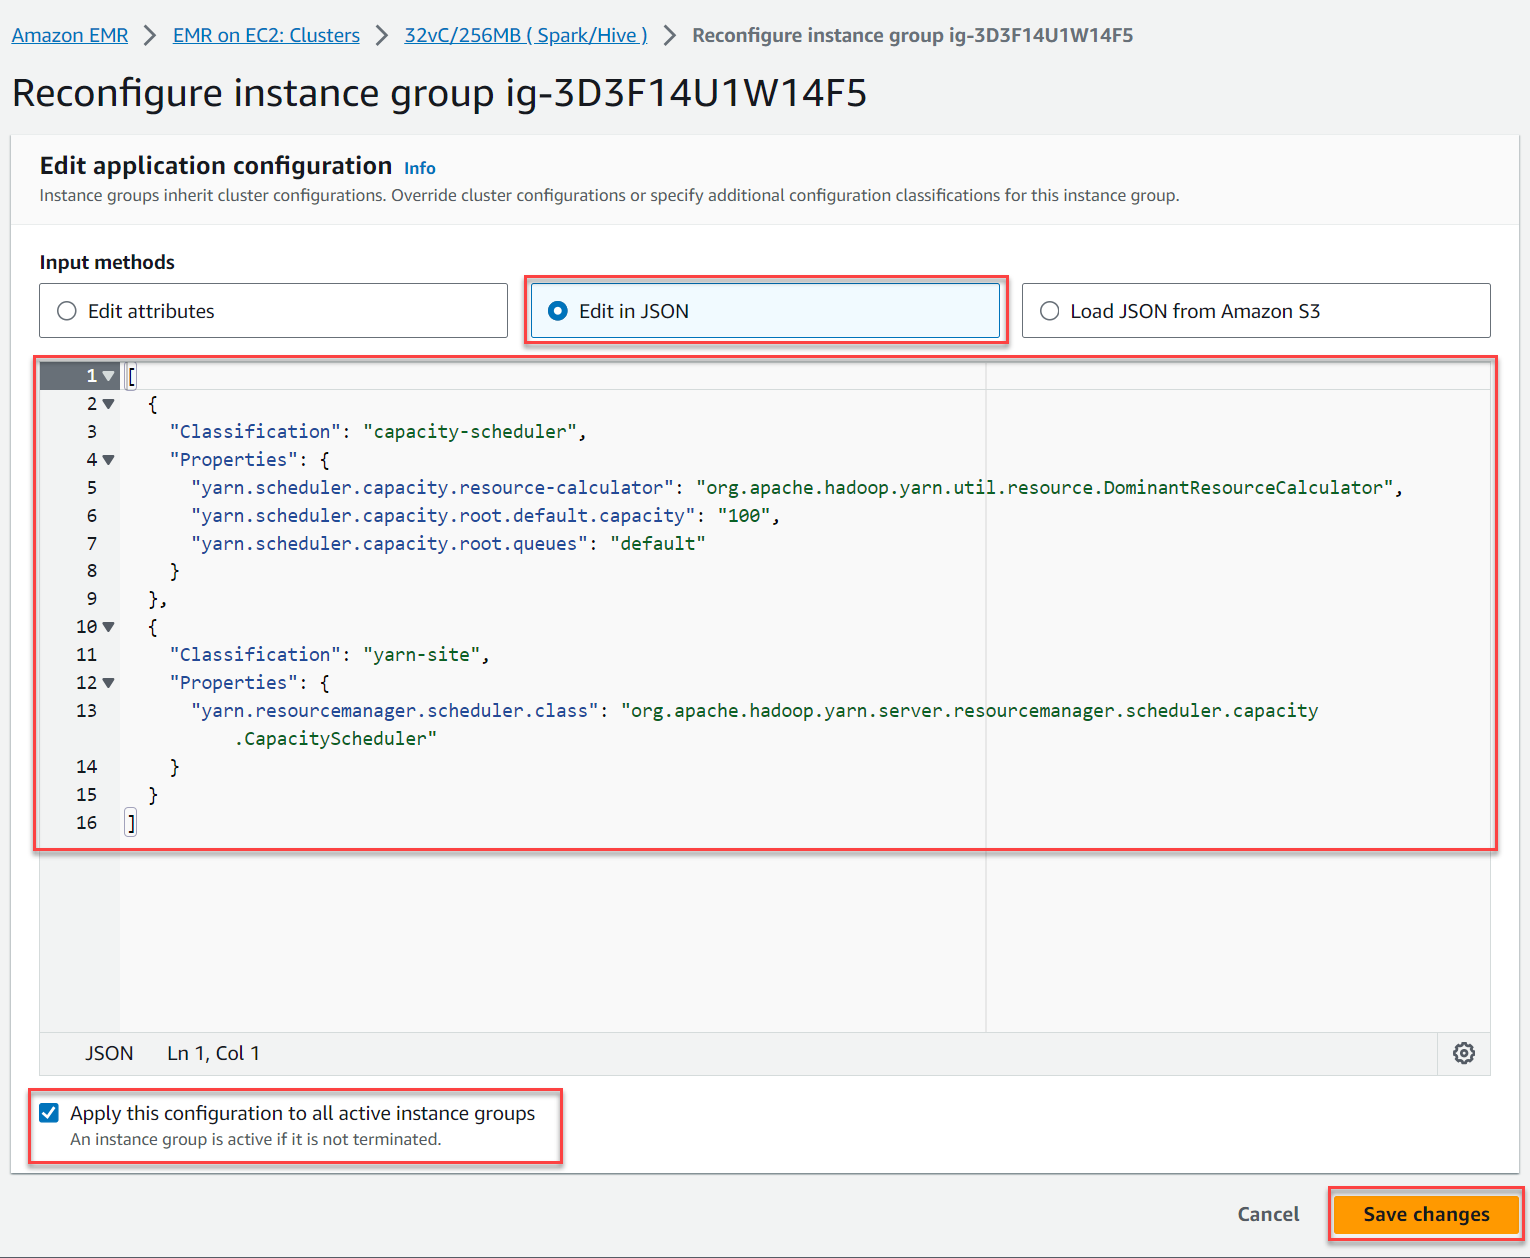 Amazon EMR > EMR on EC2: Clusters > 32vC/256MB ( Spark/Hive ) > Reconfigure instance group ig-3D3F14U1W14F5
Reconfigure instance group ig-3D3F14U1W14F5
Edit application configuration Info
Instance groups inherit cluster configurations. Override cluster configurations or specify additional configuration classifications for this instance group.
Input methods
Edit attributes Edit in JSON Load JSON from Amazon S3
1 [
2 {
3 "Classification": "capacity-scheduler",
4 "Properties": {
5 "yarn.scheduler.capacity.resource-calculator": "org.apache.hadoop.yarn.util.resource.DominantResourceCalculator",
6 "yarn.scheduler.capacity.root.default.capacity": "100",
7 "yarn.scheduler.capacity.root.queues": "default"
8 }
9 },
10 {
11 "Classification": "yarn-site",
12 "Properties": {
13 "yarn.resourcemanager.scheduler.class": "org.apache.hadoop.yarn.server.resourcemanager.scheduler.capacity
.CapacityScheduler"
14 }
15 }
16 ]
JSON Ln 1, Col 1
Apply this configuration to all active instance groups
An instance group is active if it is not terminated.
Cancel Save changes